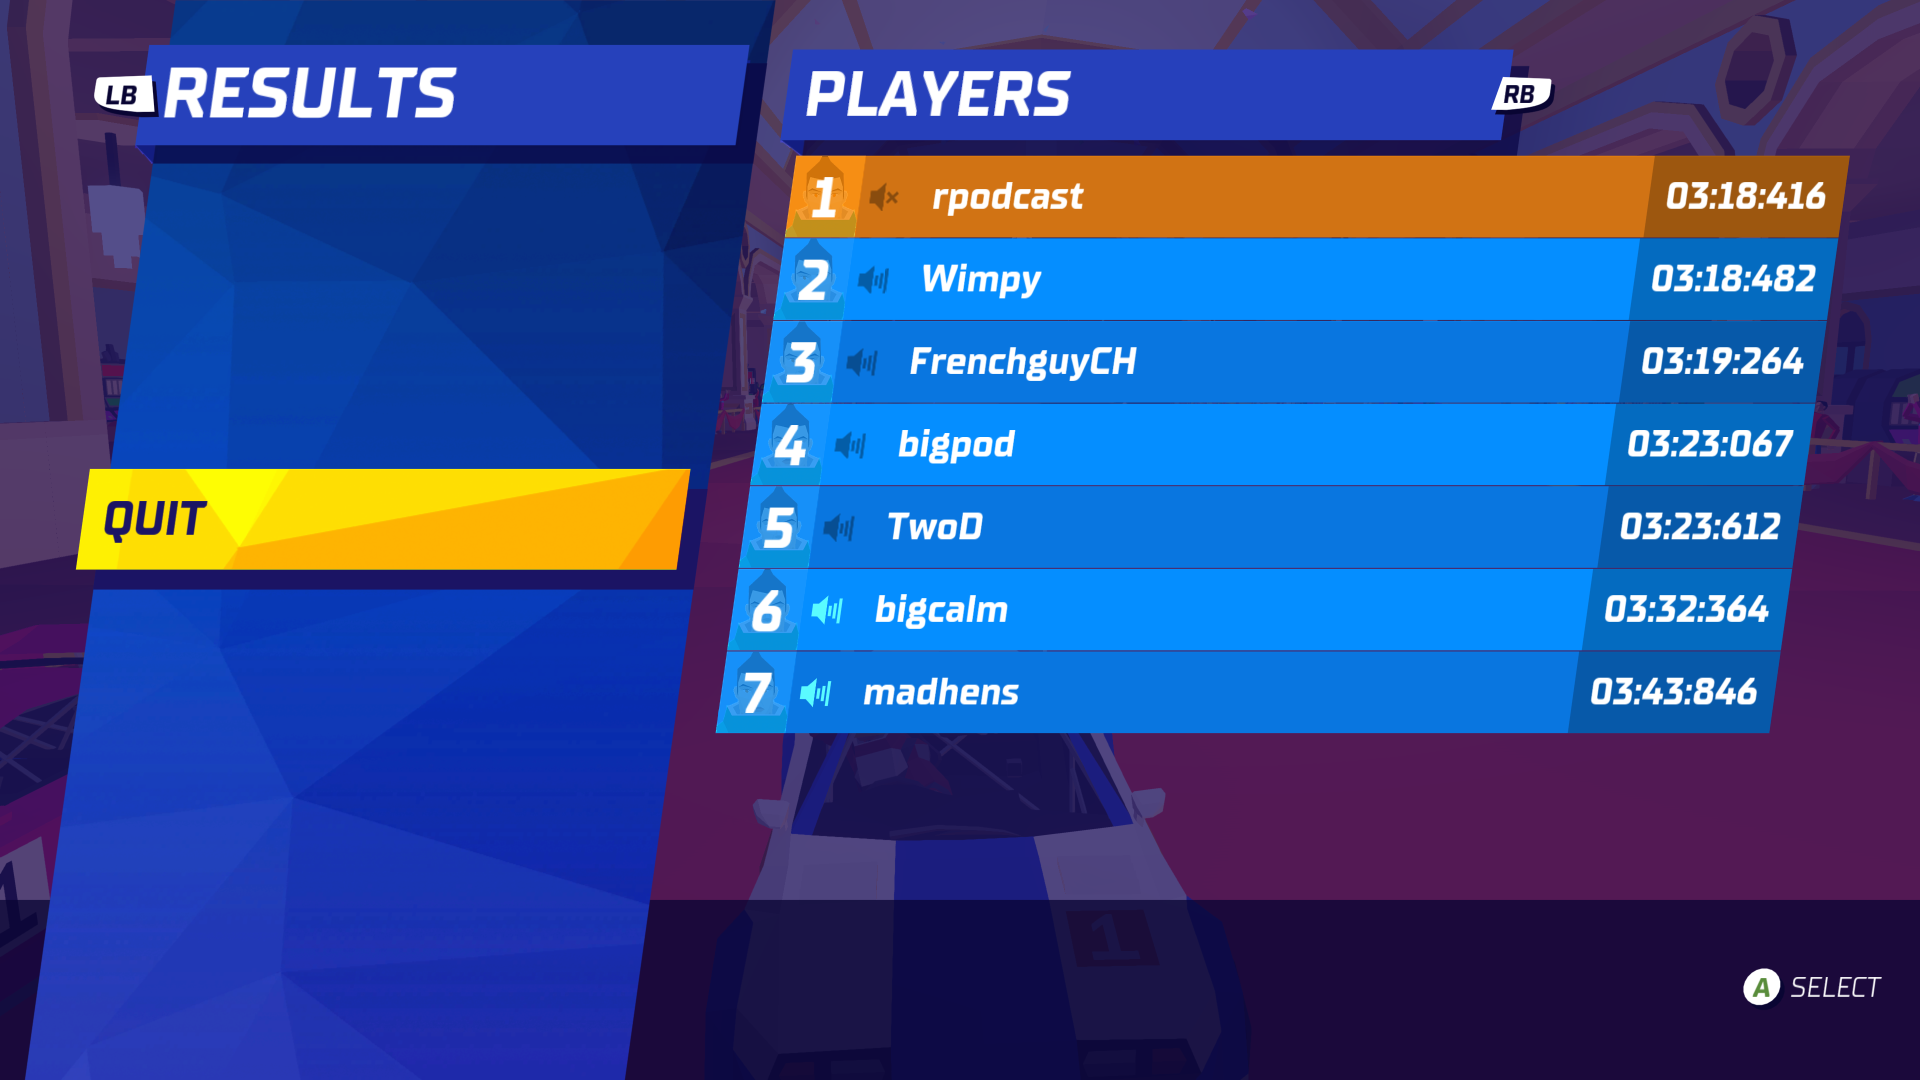 LB RESULTS
PLAYERS RB
1 rpodcast 03:18:416
2 Wimpy 03:18:482
3 FrenchguyCH 03:19:264
4 bigpod 03:23:067
5 TwoD 03:23:612
6 bigcalm 03:32:364
7 madhens 03:43:846
QUIT
1
1
A SELECT